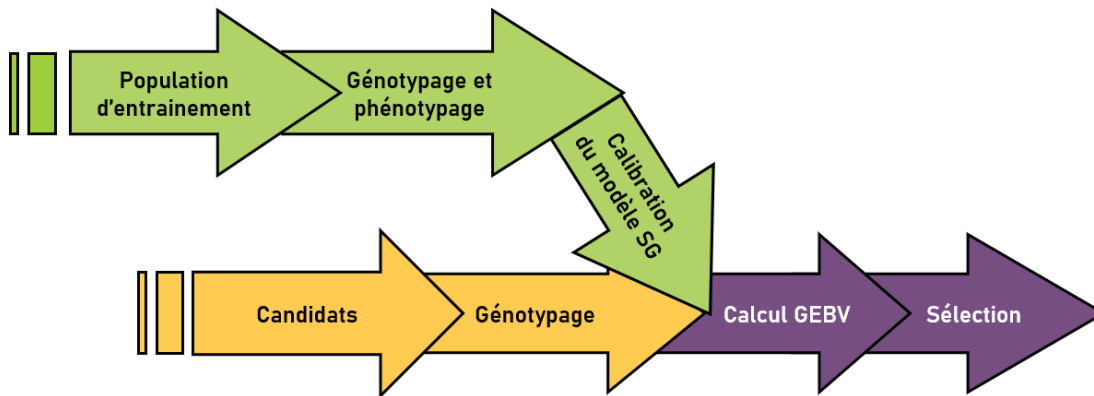 Population
d'entrainement
Génotypage et
phénotypage
Calibration
du modèle SG
Candidats
Génotypage
Calcul GEBV
Sélection